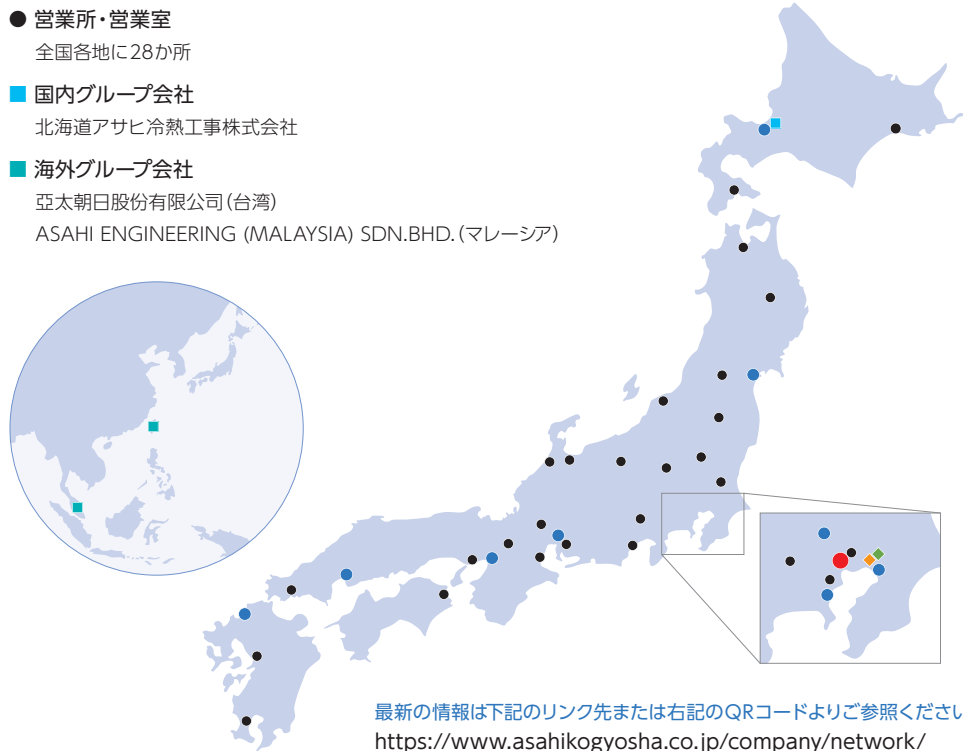 ● 営業所・営業室
全国各地に28か所
■ 国内グループ会社
北海道アサヒ冷熱工事株式会社
■ 海外グループ会社
亞太朝日股份有限公司（台湾）
ASAHI ENGINEERING (MALAYSIA) SDN.BHD.（マレーシア）
最新の情報は下記のリンク先または右記のQRコードよりご参照ください
https://www.asahikogyosha.co.jp/company/network/